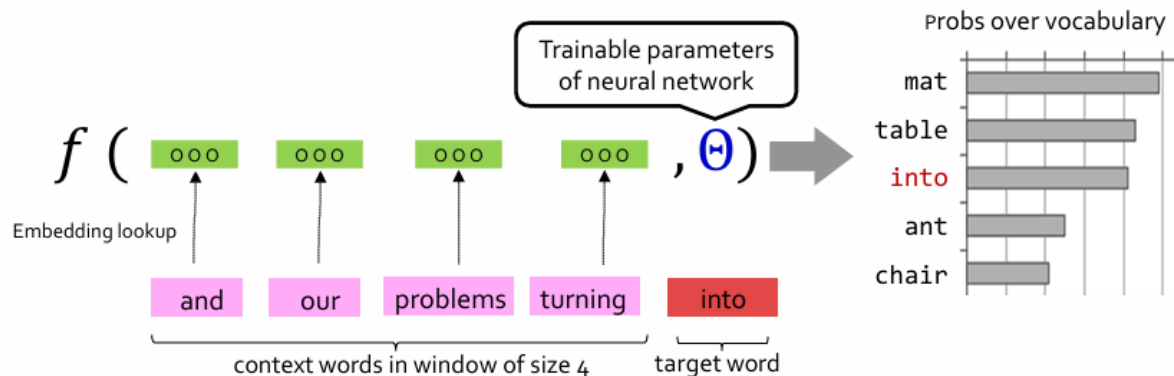 Probs over vocabulary
Trainable parameters
of neural network
mat
table
into
ant
chair
f ( ooo ooo ooo ooo , Θ )
Embedding lookup
and our problems turning into
context words in window of size 4
target word